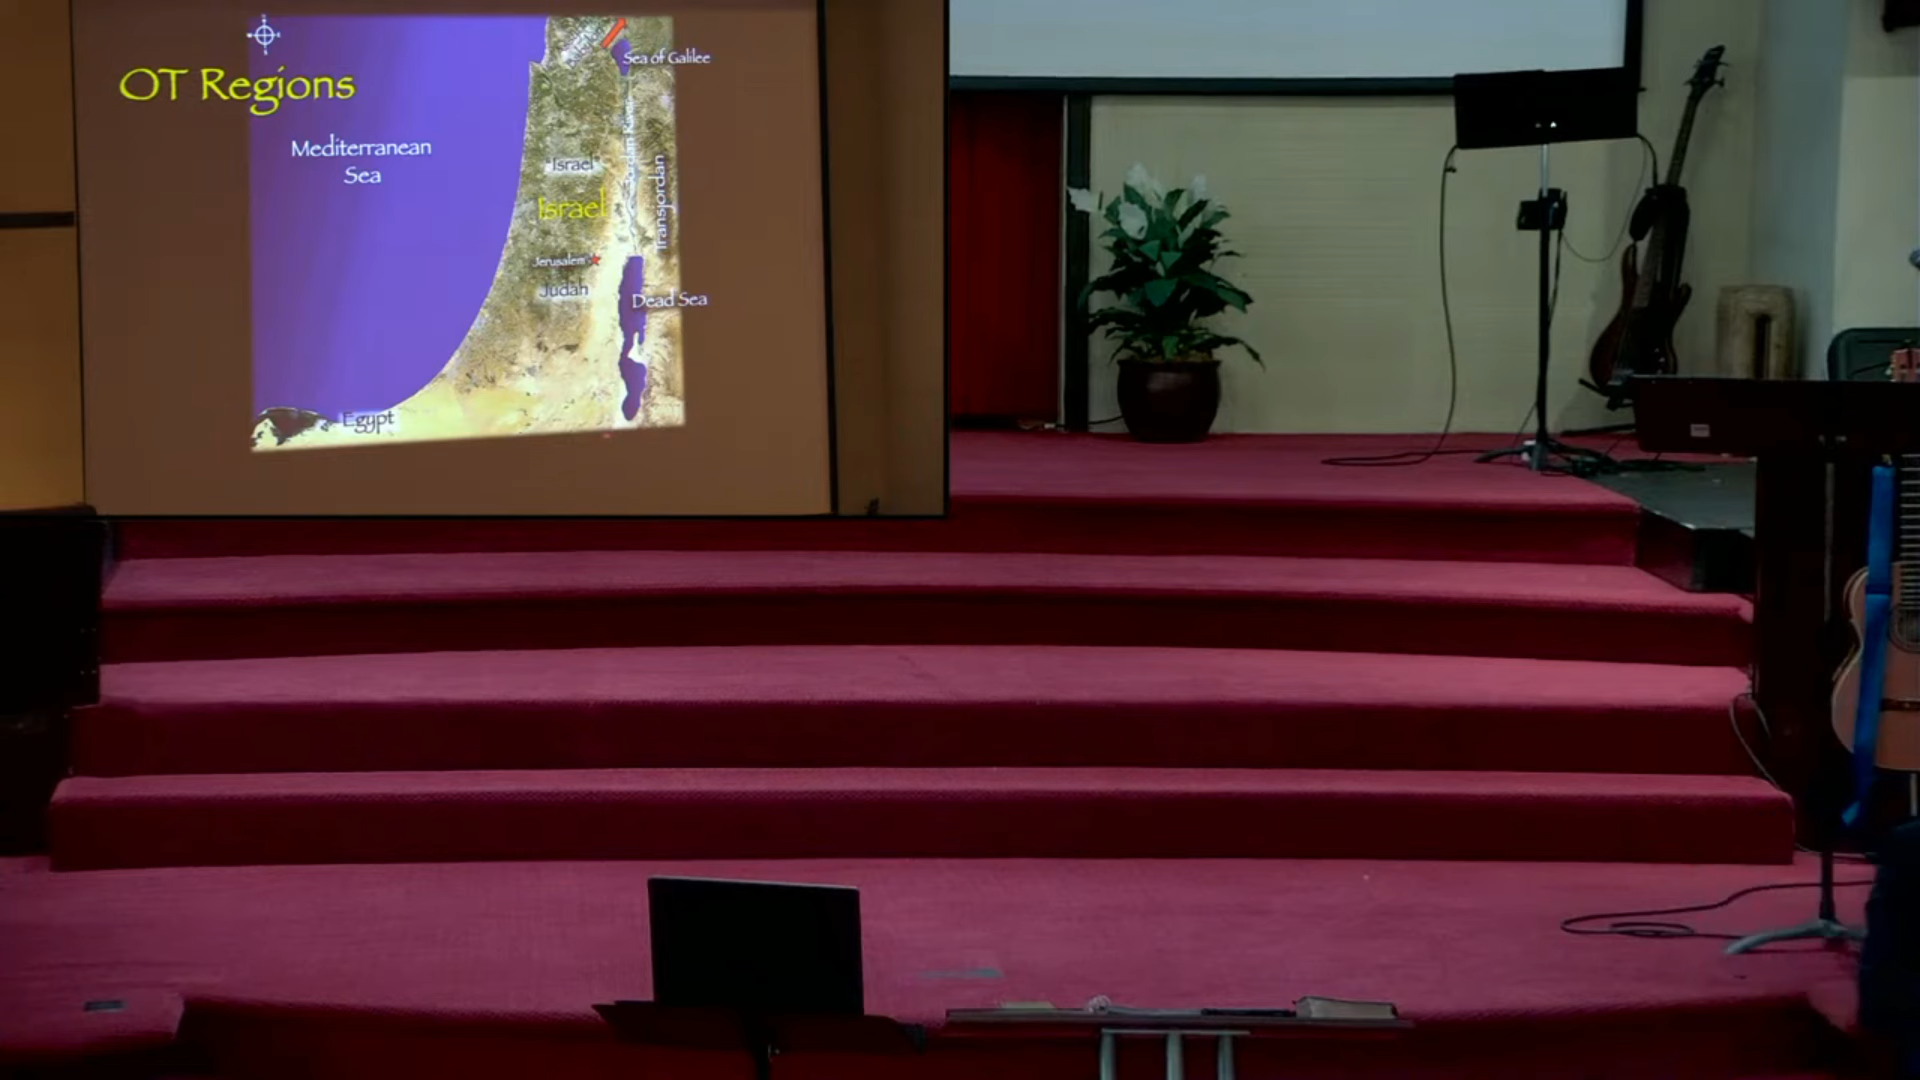 OT Regions
Sea of Galilee
Mediterranean
Sea
Jordan River
"Israel"
Transjordan
Israel
Jerusalem
Judah
Dead Sea
Egypt